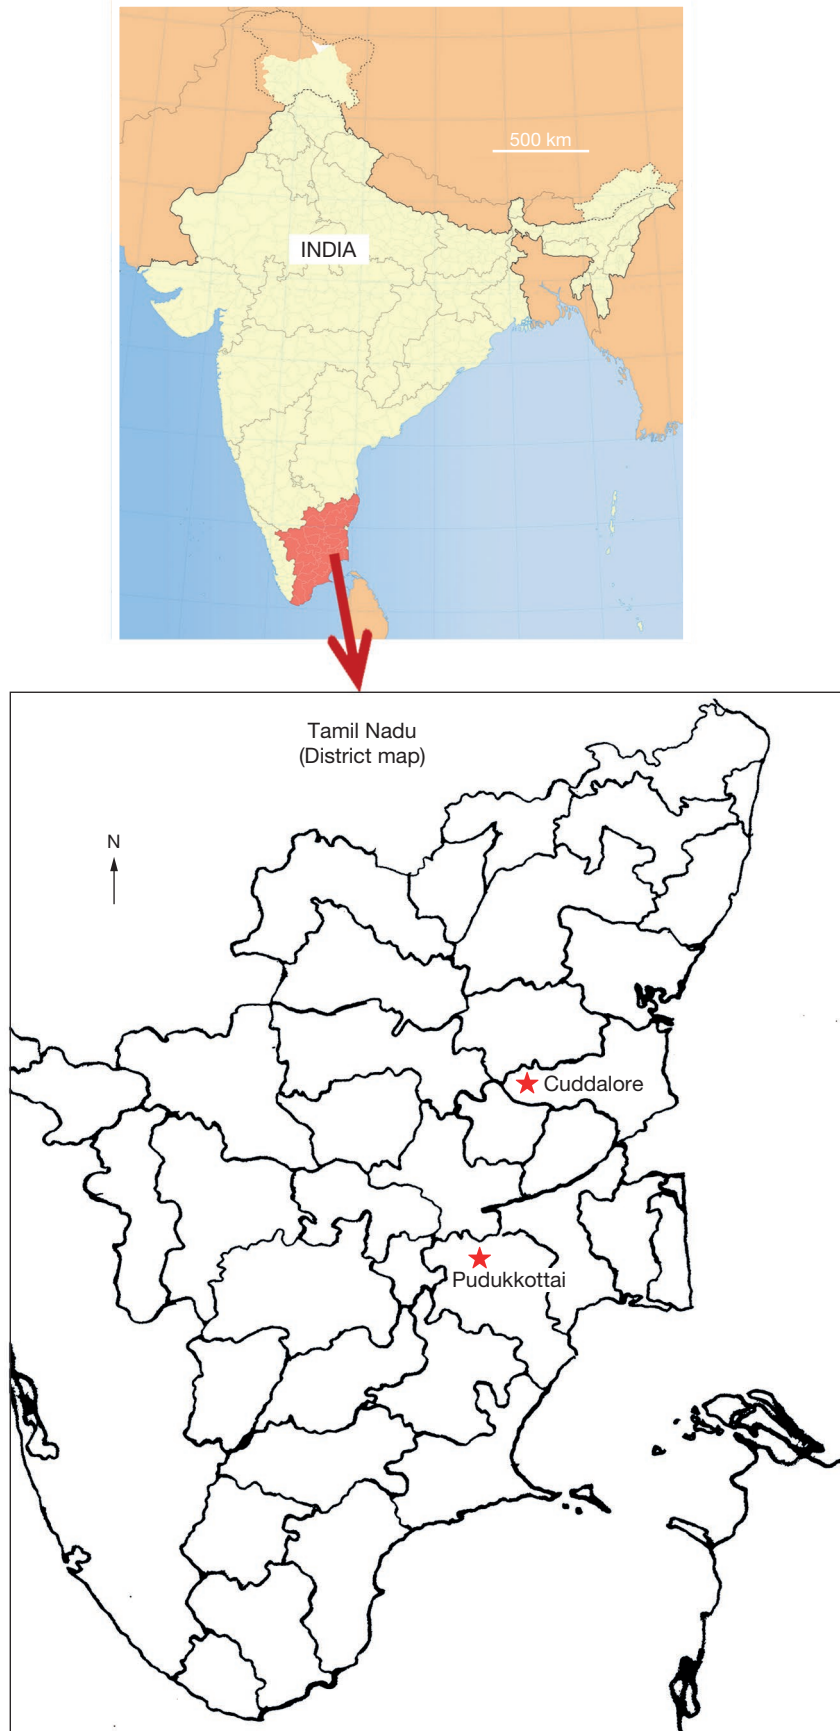 500 km
INDIA
Tamil Nadu
(District map)
N
Cuddalore
Pudukkottai